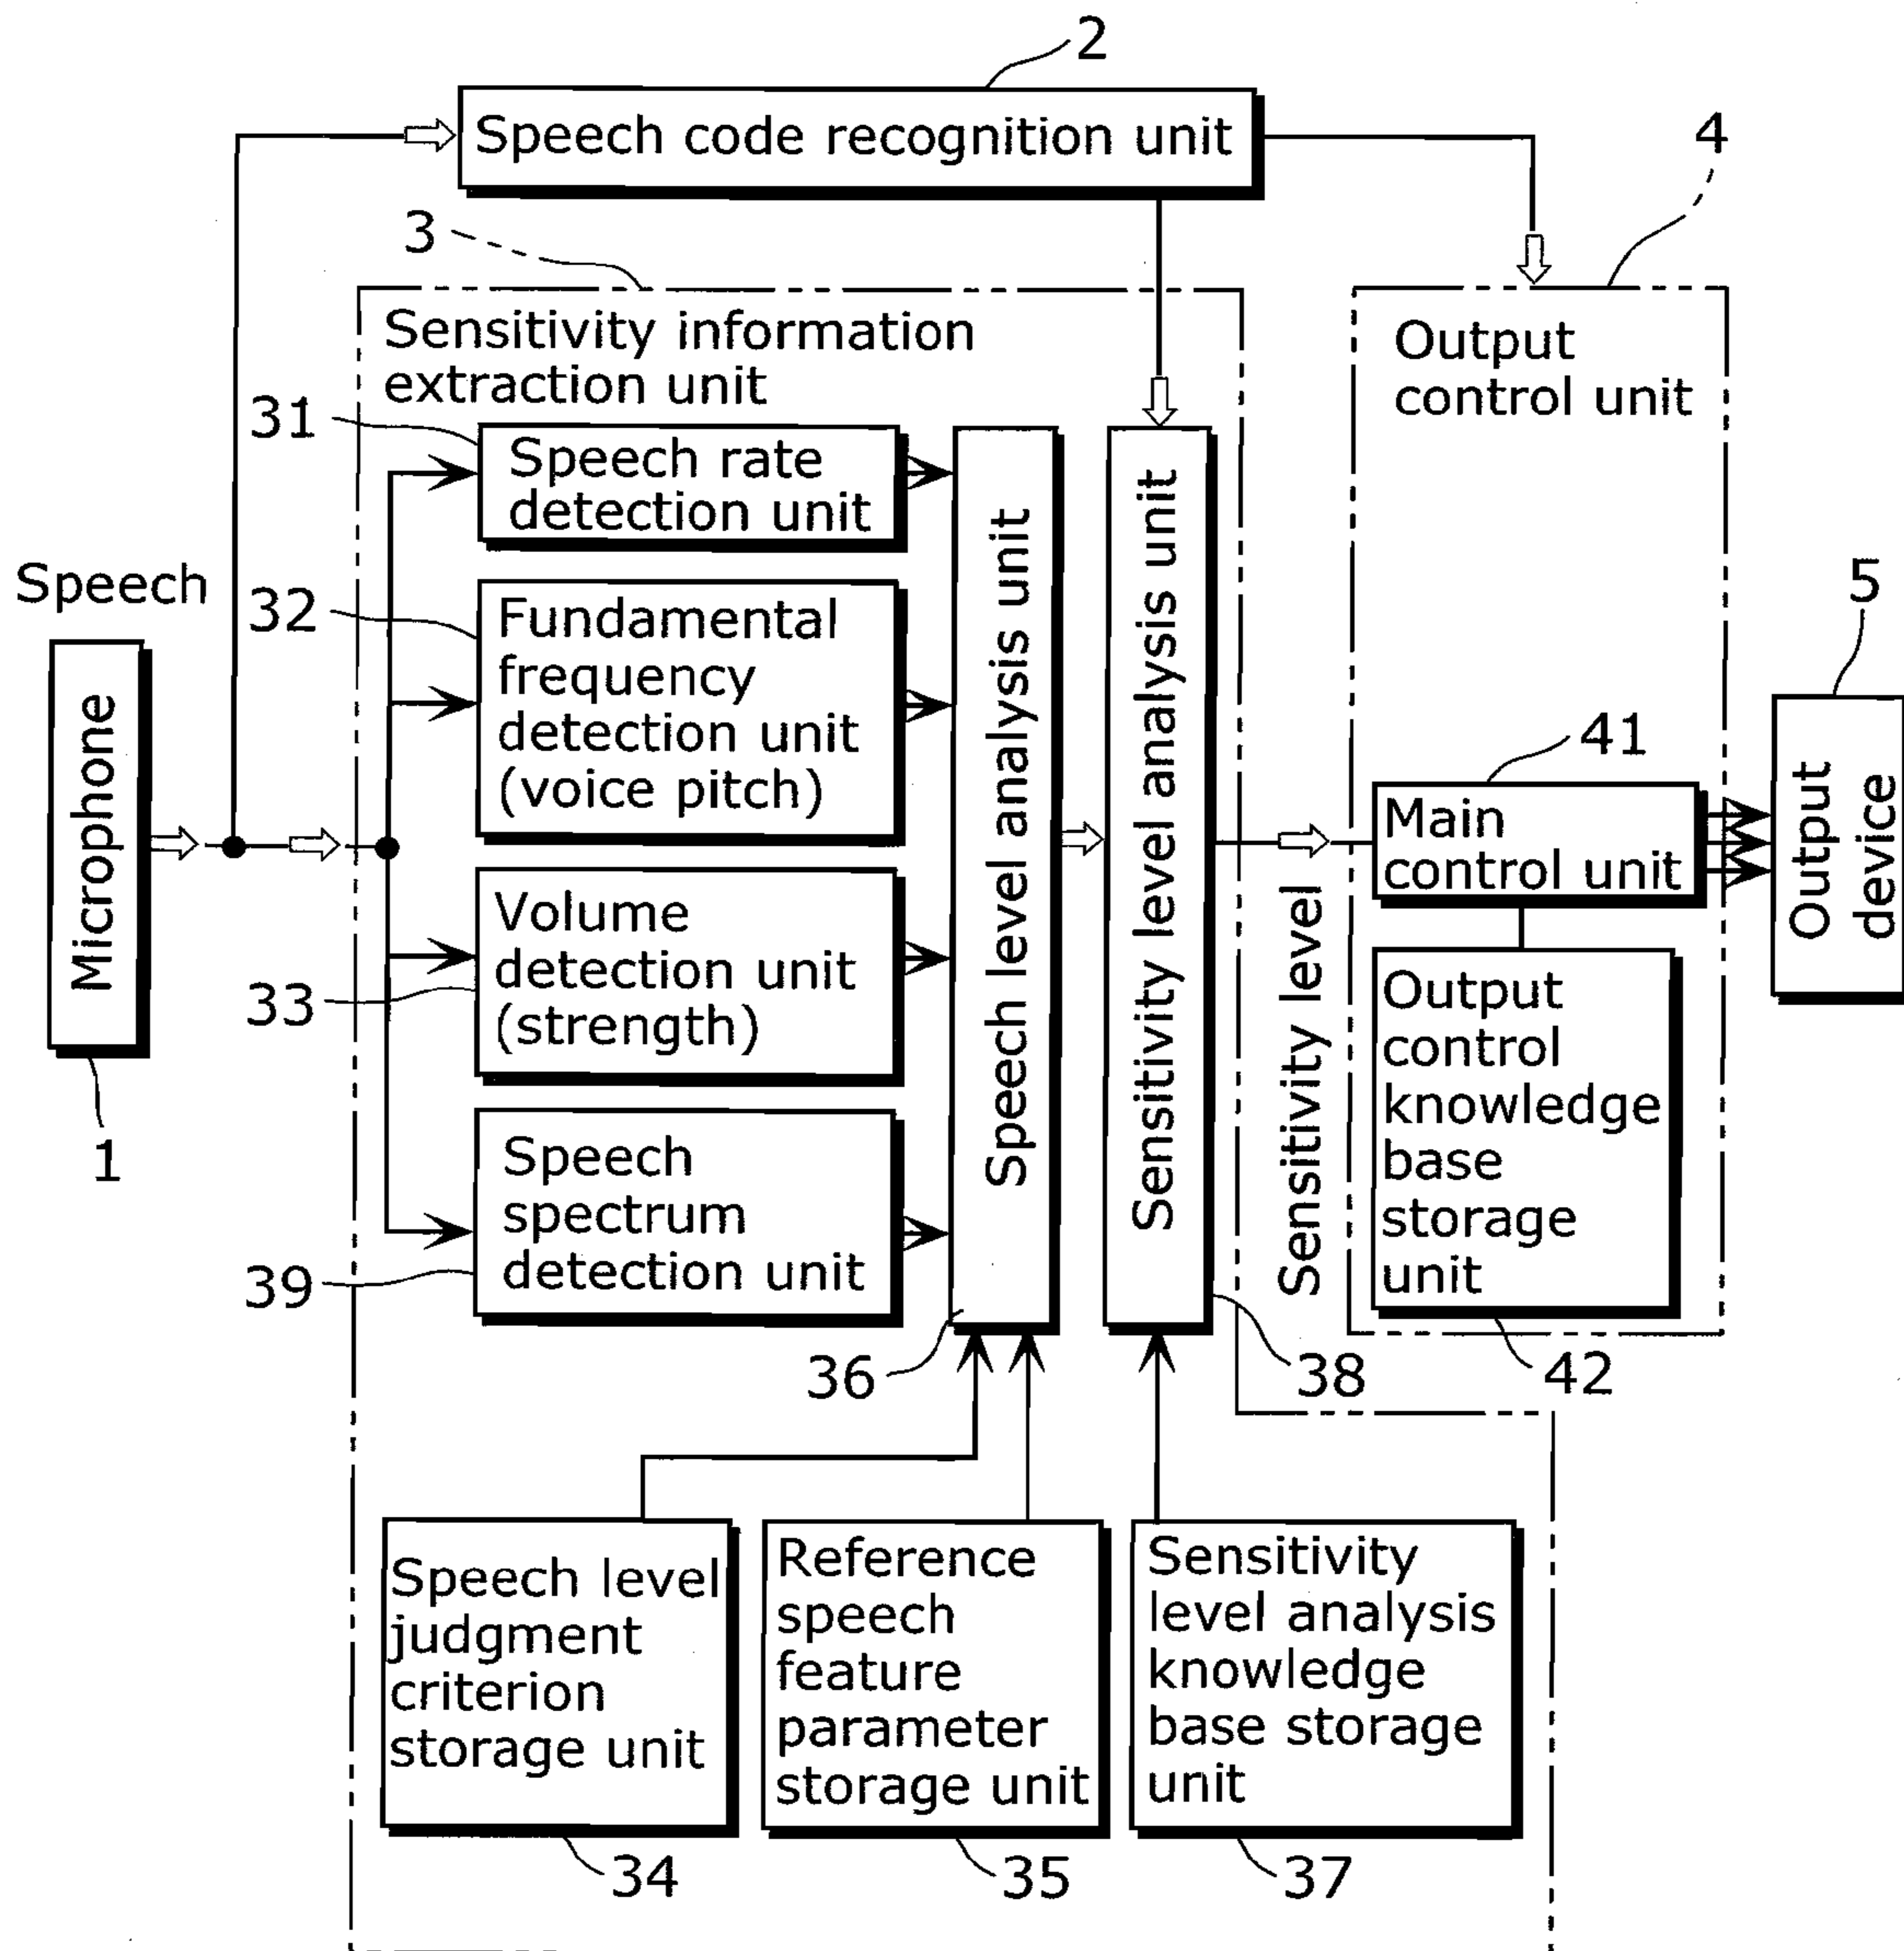 2
Speech code recognition unit
4
3
Sensitivity information
extraction unit
Output
control unit
31
Speech rate
detection unit
Speech
32
Fundamental
frequency
detection unit
(voice pitch)
Microphone
1
33
Volume
detection unit
(strength)
39
Speech
spectrum
detection unit
Speech level analysis unit
36
Sensitivity level analysis unit
38
Sensitivity level
41
Main
control unit
Output
control
knowledge
base
storage
unit
42
5
Output
device
Speech level
judgment
criterion
storage unit
34
Reference
speech
feature
parameter
storage unit
35
Sensitivity
level analysis
knowledge
base storage
unit
37